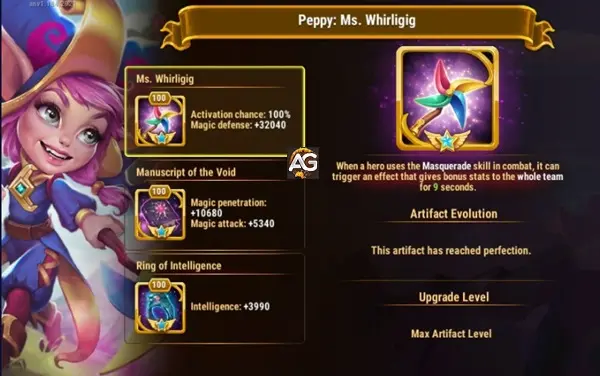 Peppy: Ms. Whirligig
Ms. Whirligig
100
Activation chance: 100%
Magic defense: +32040
Manuscript of the Void
100
Magic penetration:
+10680
Magic attack: +5340
Ring of Intelligence
100
Intelligence: +3990
AG
When a hero uses the Masquerade skill in combat, it can
trigger an effect that gives bonus stats to the whole team
for 9 seconds.
Artifact Evolution
This artifact has reached perfection.
Upgrade Level
Max Artifact Level